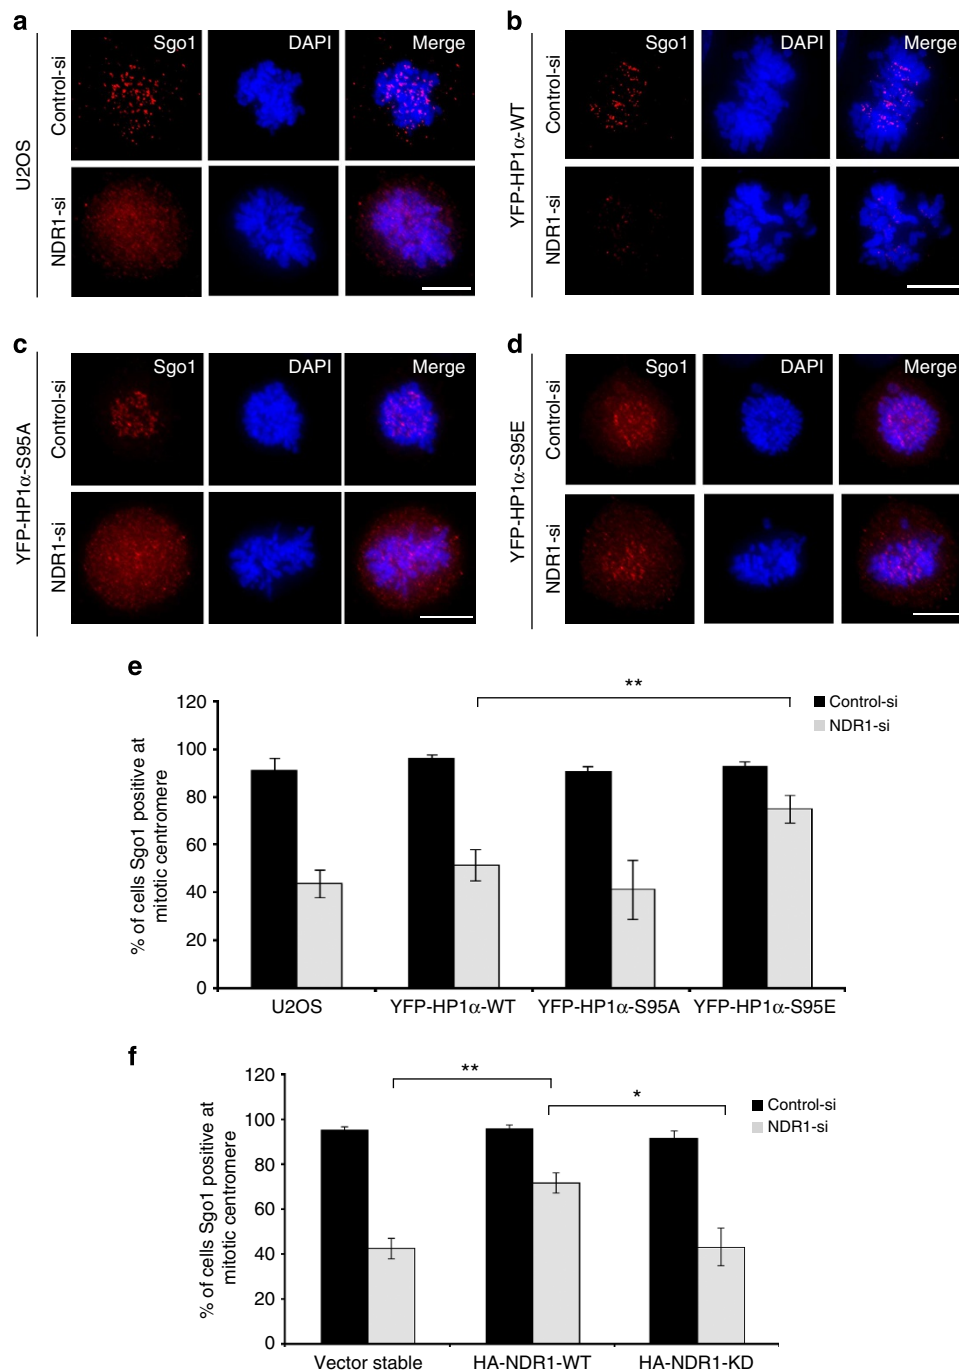 a
Sgo1 DAPI Merge
U2OS
Control-si
NDR1-si
b
Sgo1 DAPI Merge
YFP-HP1α-WT
Control-si
NDR1-si
c
Sgo1 DAPI Merge
YFP-HP1α-S95A
Control-si
NDR1-si
d
Sgo1 DAPI Merge
YFP-HP1α-S95E
Control-si
NDR1-si
e
% of cells Sgo1 positive at
mitotic centromere
120
100
80
60
40
20
0
**
Control-si
NDR1-si
U2OS YFP-HP1α-WT YFP-HP1α-S95A YFP-HP1α-S95E
f
% of cells Sgo1 positive at
mitotic centromere
120
100
80
60
40
20
0
**
*
Control-si
NDR1-si
Vector stable HA-NDR1-WT HA-NDR1-KD